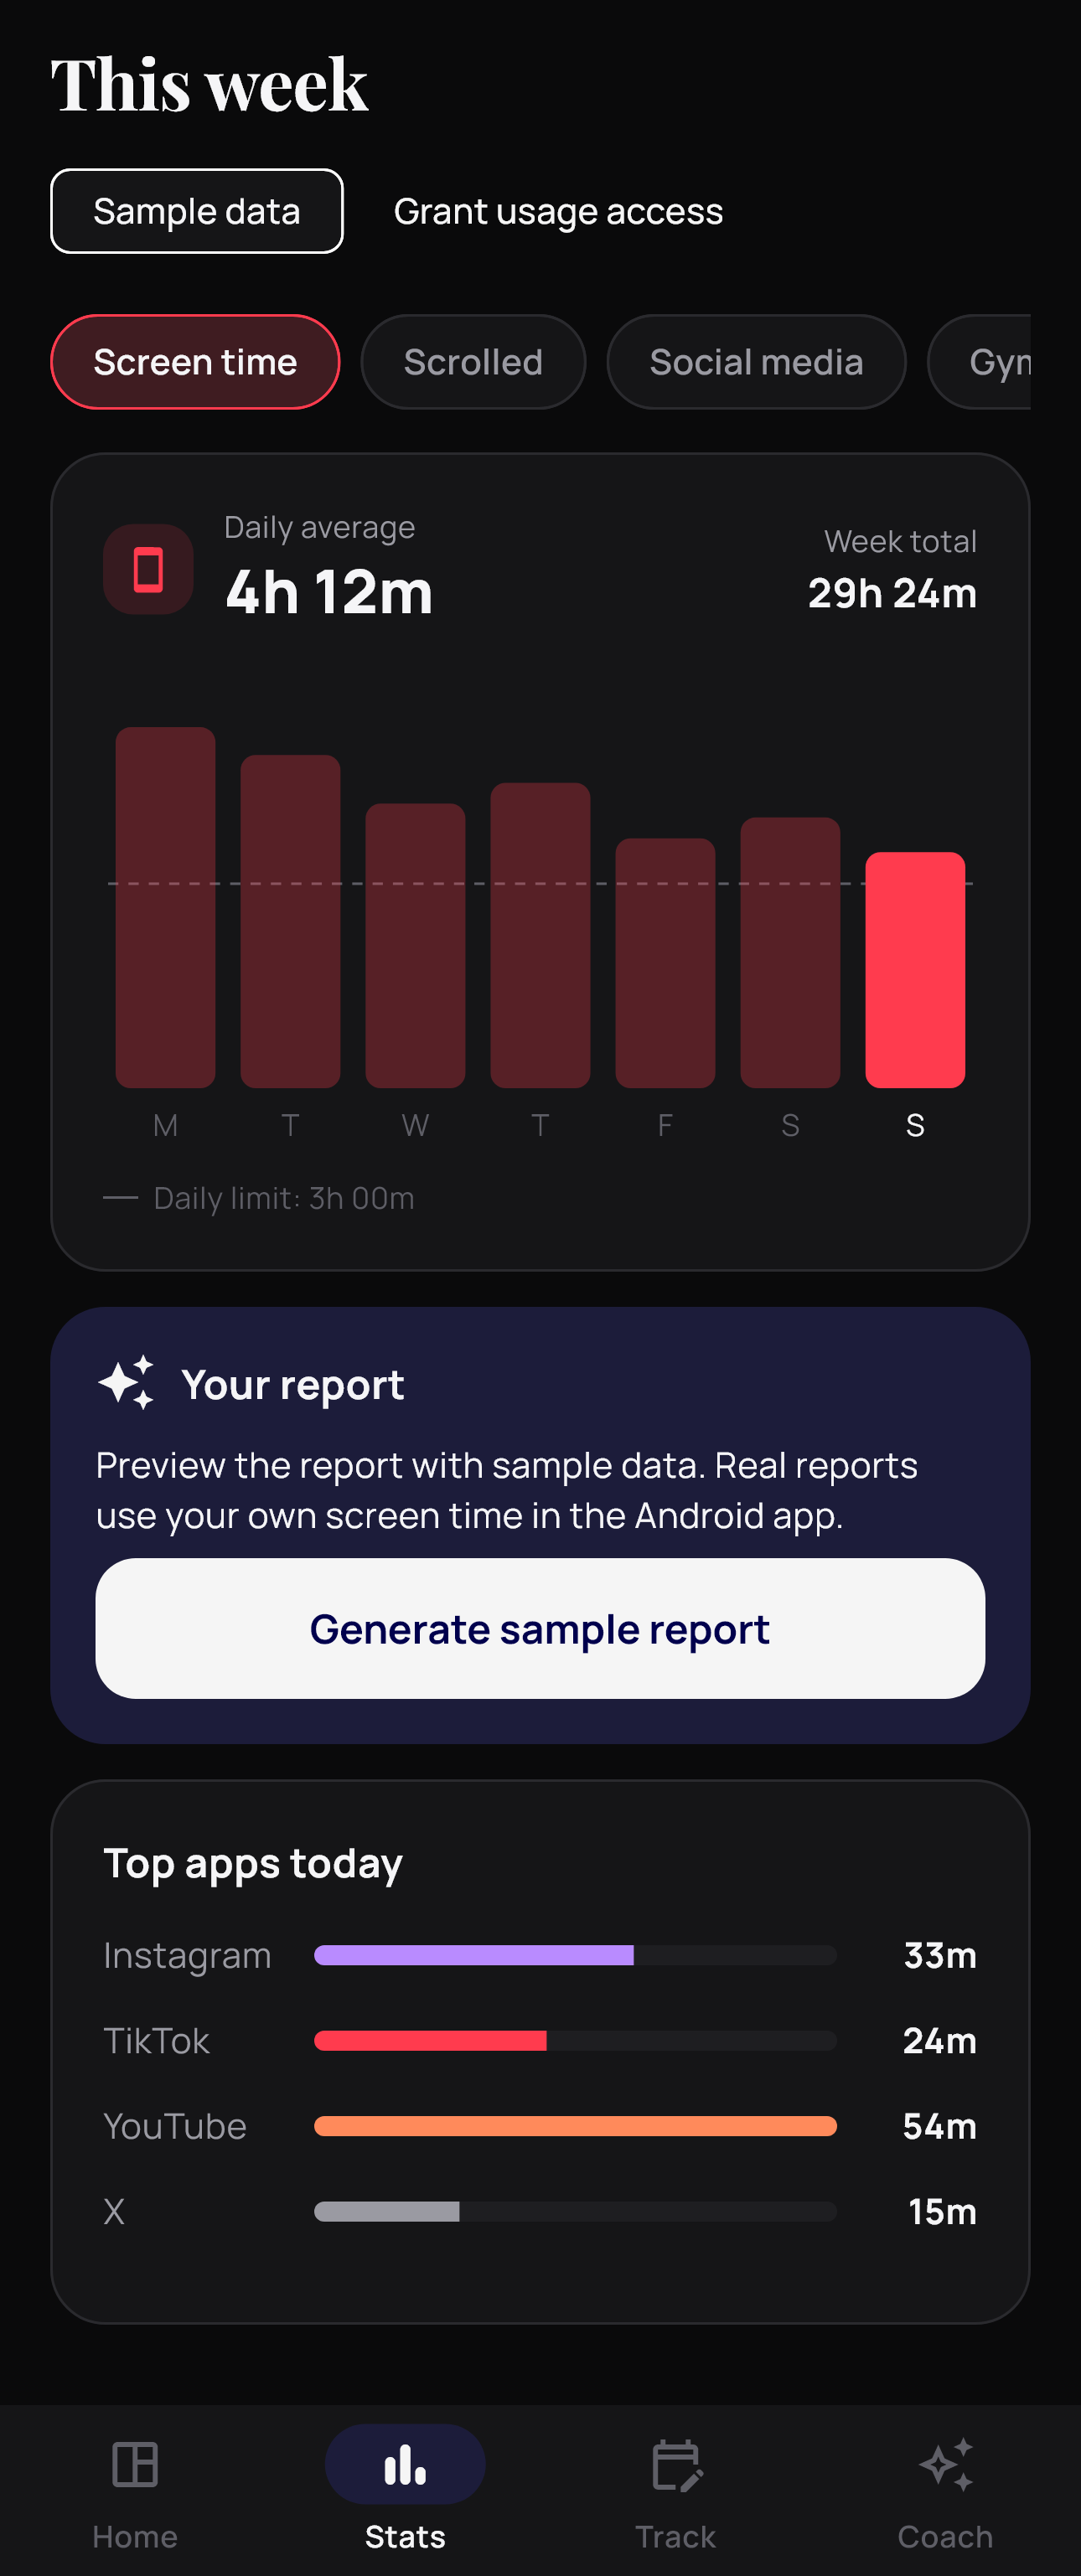 This week
Sample data
Grant usage access
Screen time
Scrolled
Social media
Gyn
Daily average
4h 12m
Week total
29h 24m
M
T
W
T
F
S
S
Daily limit: 3h 00m
Your report
Preview the report with sample data. Real reports
use your own screen time in the Android app.
Generate sample report
Top apps today
Instagram
33m
TikTok
24m
YouTube
54m
X
15m
Home
Stats
Track
Coach